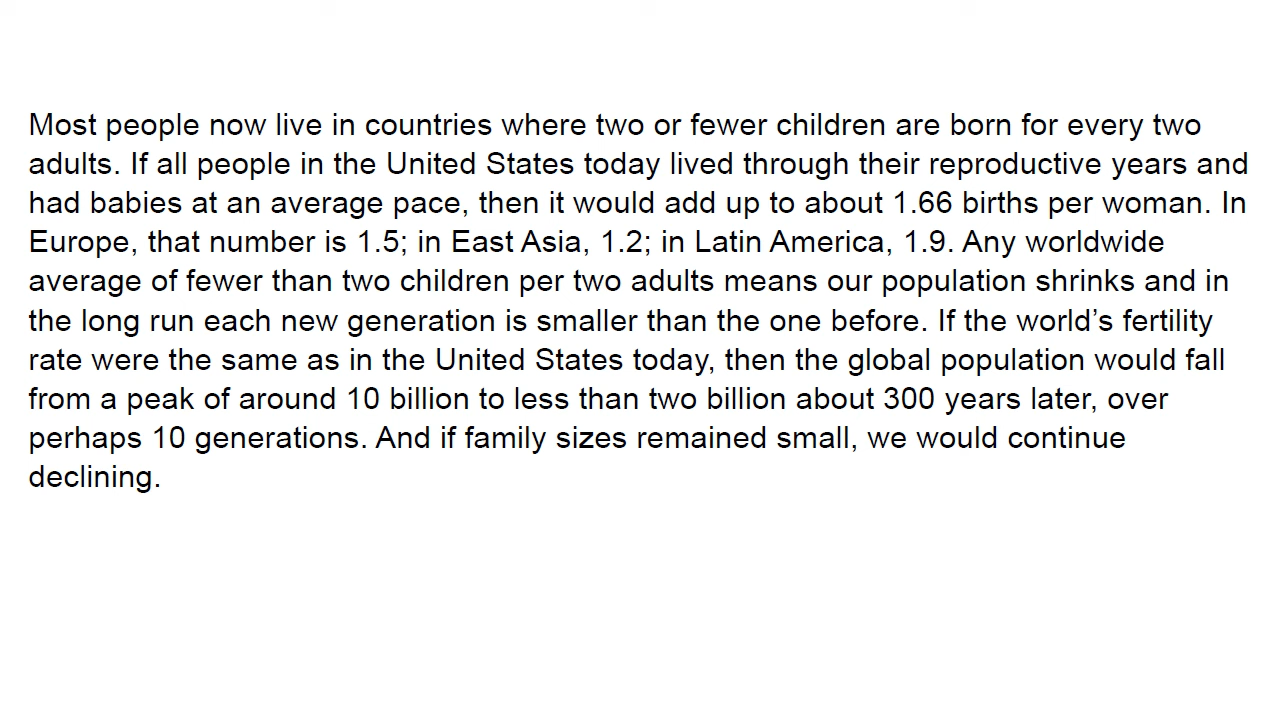 Most people now live in countries where two or fewer children are born for every two
adults. If all people in the United States today lived through their reproductive years and
had babies at an average pace, then it would add up to about 1.66 births per woman. In
Europe, that number is 1.5; in East Asia, 1.2; in Latin America, 1.9. Any worldwide
average of fewer than two children per two adults means our population shrinks and in
the long run each new generation is smaller than the one before. If the world’s fertility
rate were the same as in the United States today, then the global population would fall
from a peak of around 10 billion to less than two billion about 300 years later, over
perhaps 10 generations. And if family sizes remained small, we would continue
declining.